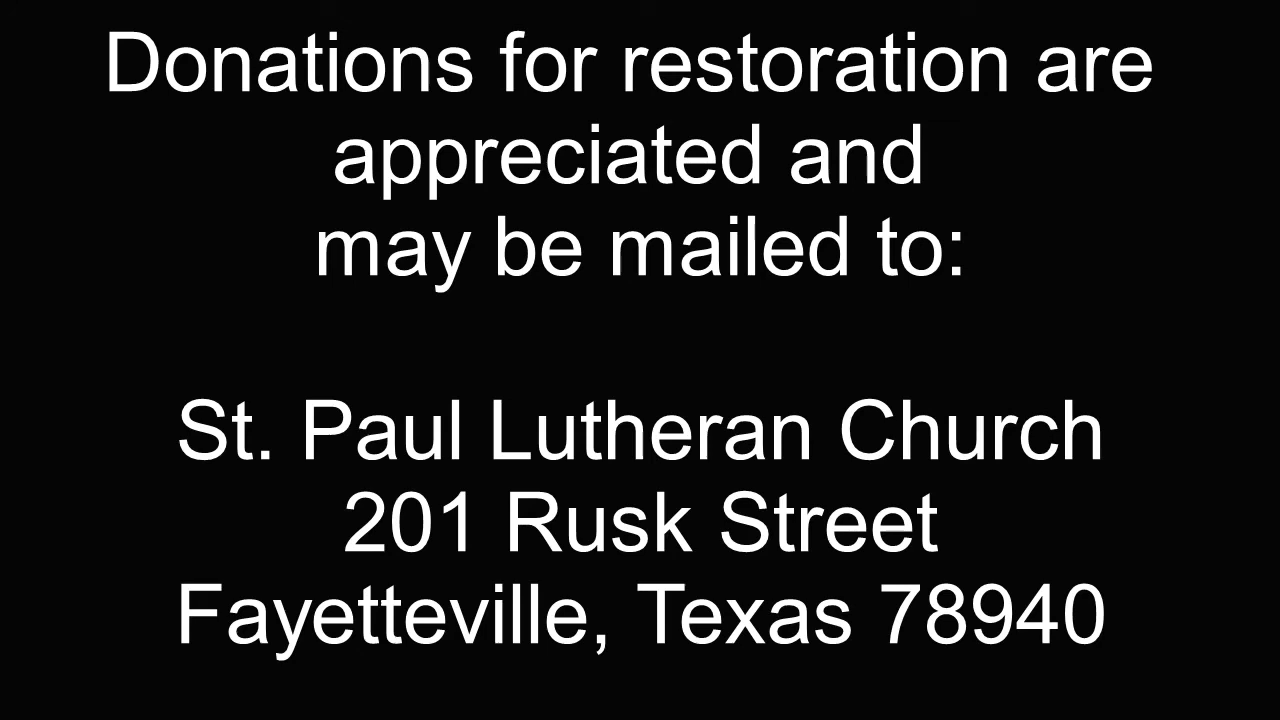 Donations for restoration are
appreciated and
may be mailed to:
St. Paul Lutheran Church
201 Rusk Street
Fayetteville, Texas 78940